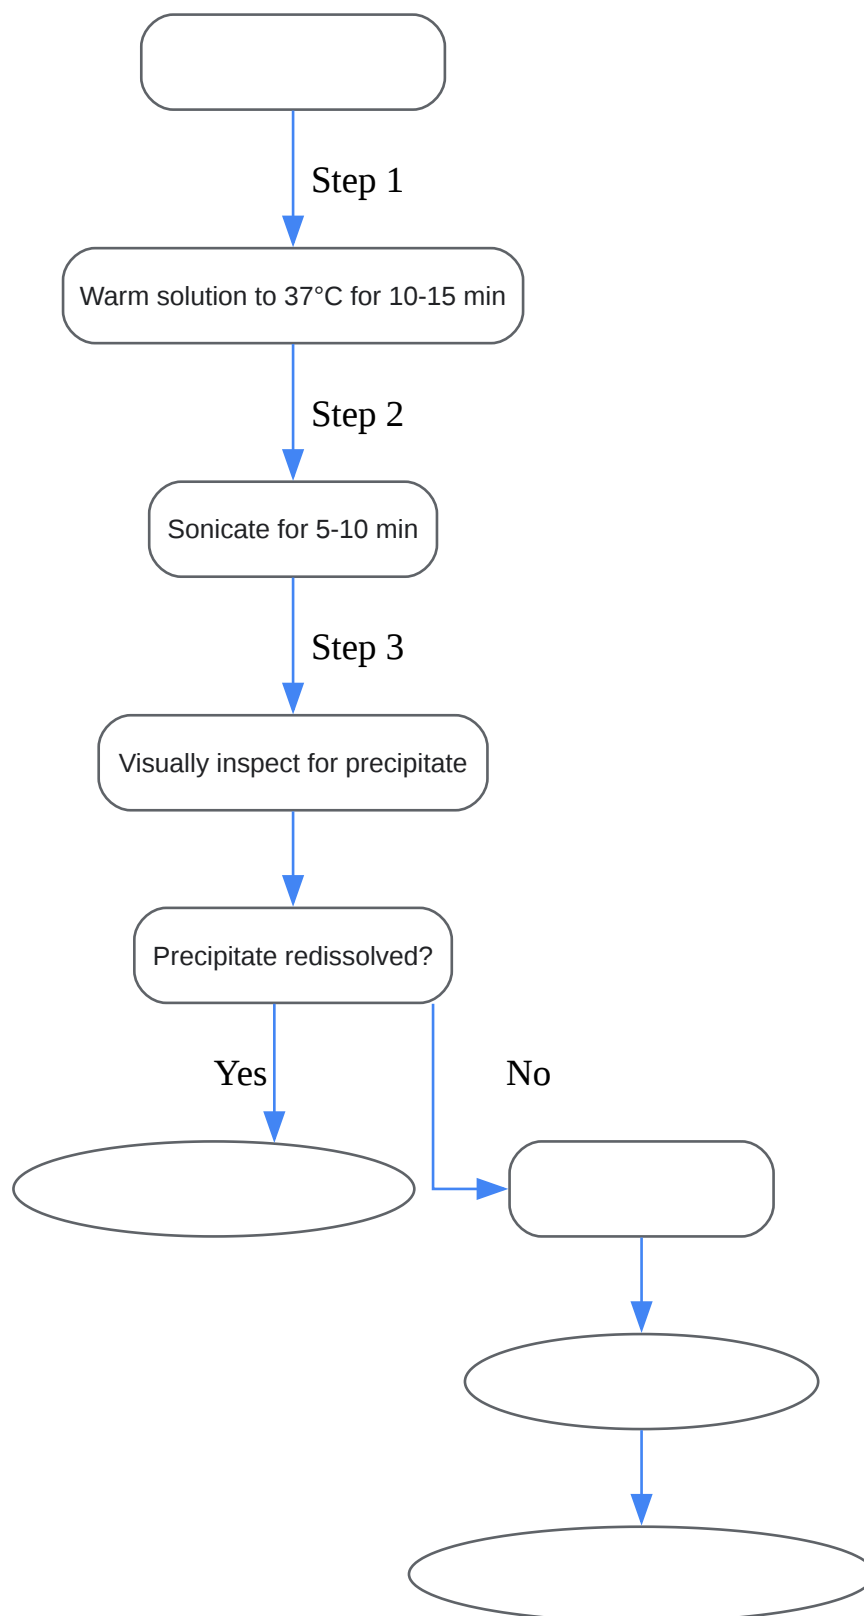 Step 1
Warm solution to 37°C for 10-15 min
Step 2
Sonicate for 5-10 min
Step 3
Visually inspect for precipitate
Precipitate redissolved?
Yes
No